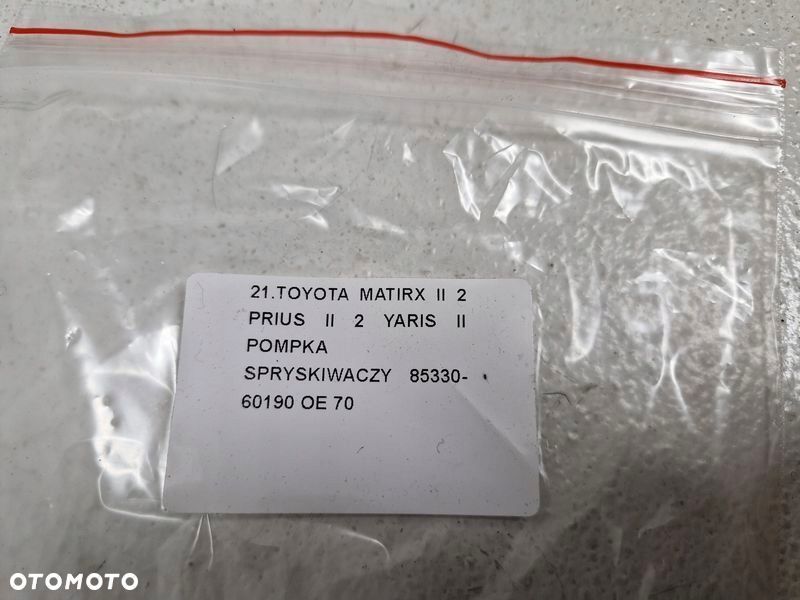 21.TOYOTA MATIRX II 2
PRIUS II 2 YARIS II
POMPKA
SPRYSKIWACZY 85330-
60190 OE 70
OTOMOTO